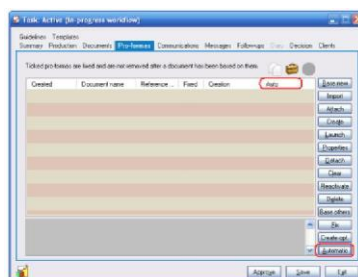 Task: Active (In-progress workflow)
Guidelines Templates
Summary Production Documents Pro-formas Communications Messages Follow-ups Decision Clients
Ticked pro-formas are fixed and are not removed after a document has been based on them.
Created Document name Reference ... Fixed Creation Auto
Save new
Import
Attach
Create
Launch
Properties
Detach
Clear
Reactivate
Delete
Base others
Fix
Create opt.
Automatic
Approve Save Exit